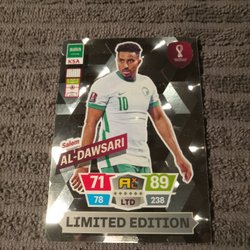 KSA
10
Salem
AL-DAWSARI
71 89
78 LTD 238
LIMITED EDITION